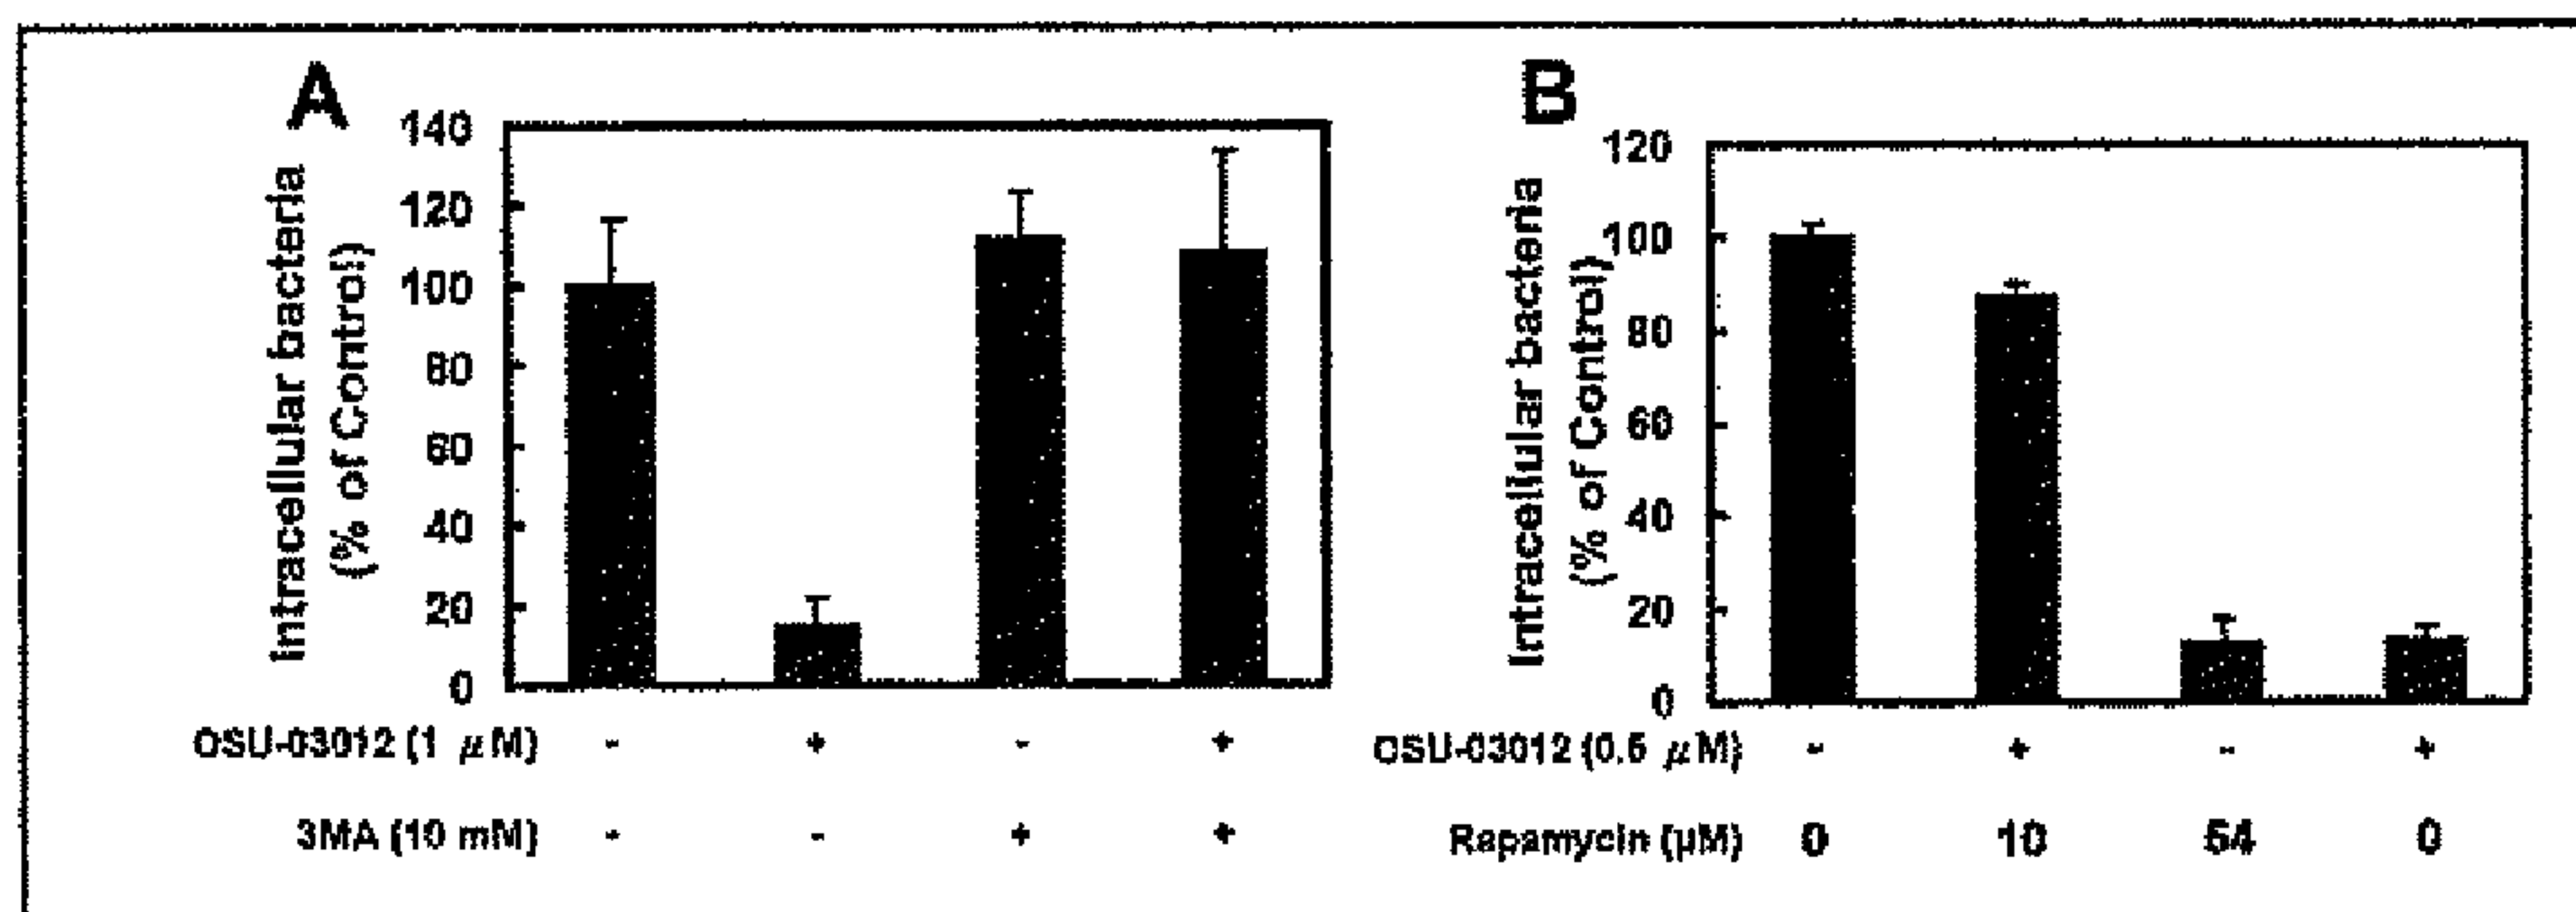 A
140
120
100
80
60
40
20
0
Intracellular bacteria
(% of Control)
OSU-03012 (1 μM) - + - +
3MA (10 mM) - - + +
B
120
100
80
60
40
20
0
Intracellular bacteria
(% of Control)
OSU-03012 (0.5 μM) - + - +
Rapamycin (μM) 0 10 54 0